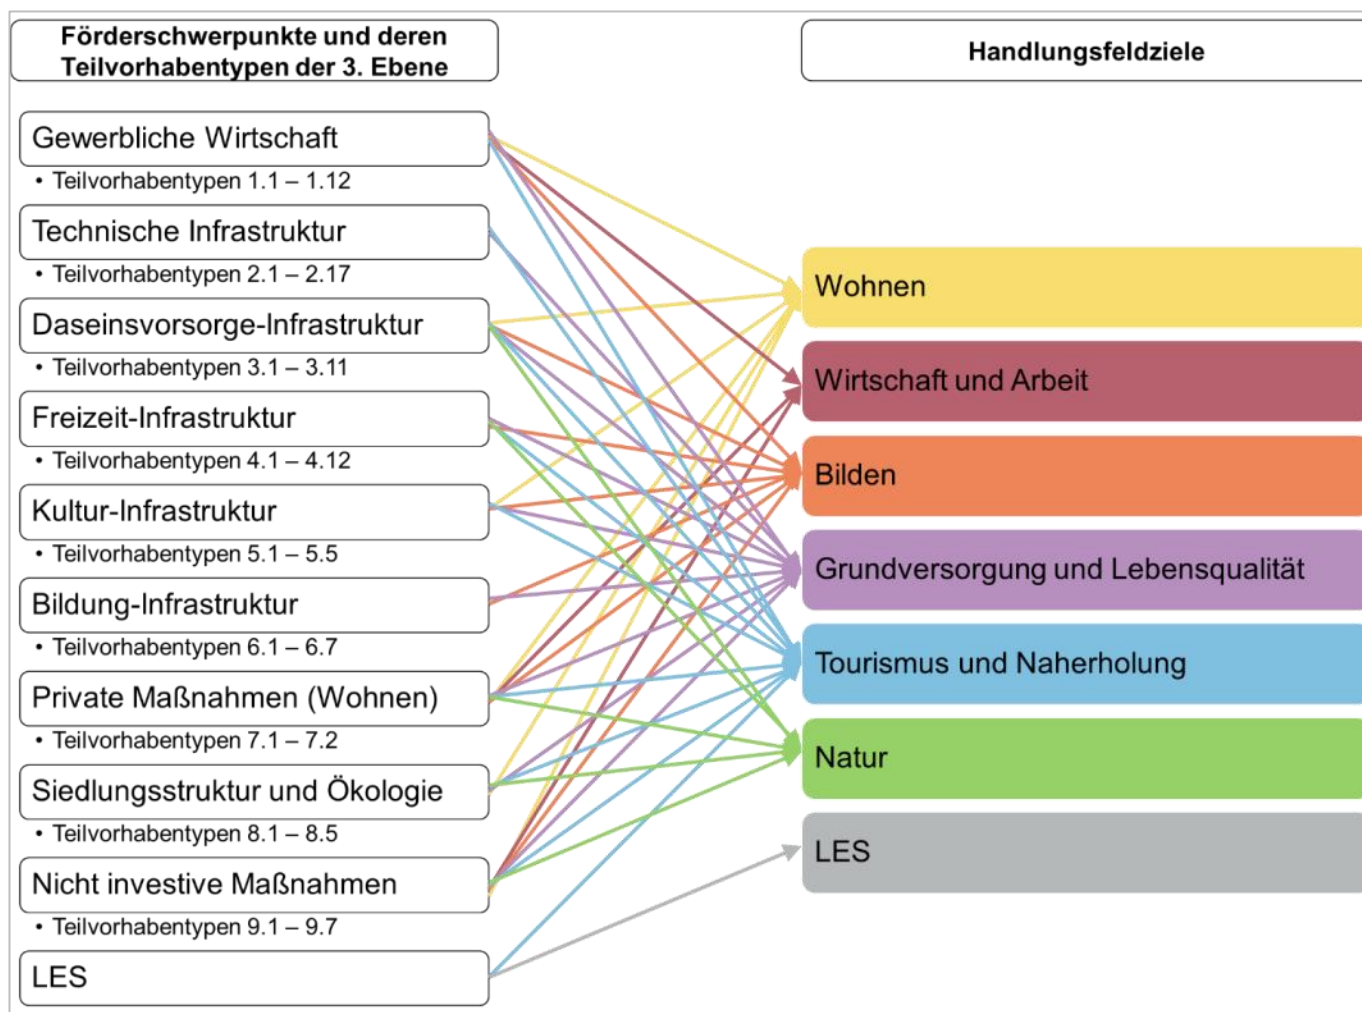 Förderschwerpunkte und deren
Teilvorhabentypen der 3. Ebene
Gewerbliche Wirtschaft
• Teilvorhabentypen 1.1 – 1.12
Technische Infrastruktur
• Teilvorhabentypen 2.1 – 2.17
Daseinsvorsorge-Infrastruktur
• Teilvorhabentypen 3.1 – 3.11
Freizeit-Infrastruktur
• Teilvorhabentypen 4.1 – 4.12
Kultur-Infrastruktur
• Teilvorhabentypen 5.1 – 5.5
Bildung-Infrastruktur
• Teilvorhabentypen 6.1 – 6.7
Private Maßnahmen (Wohnen)
• Teilvorhabentypen 7.1 – 7.2
Siedlungsstruktur und Ökologie
• Teilvorhabentypen 8.1 – 8.5
Nicht investive Maßnahmen
• Teilvorhabentypen 9.1 – 9.7
LES
Handlungsfeldziele
Wohnen
Wirtschaft und Arbeit
Bilden
Grundversorgung und Lebensqualität
Tourismus und Naherholung
Natur
LES